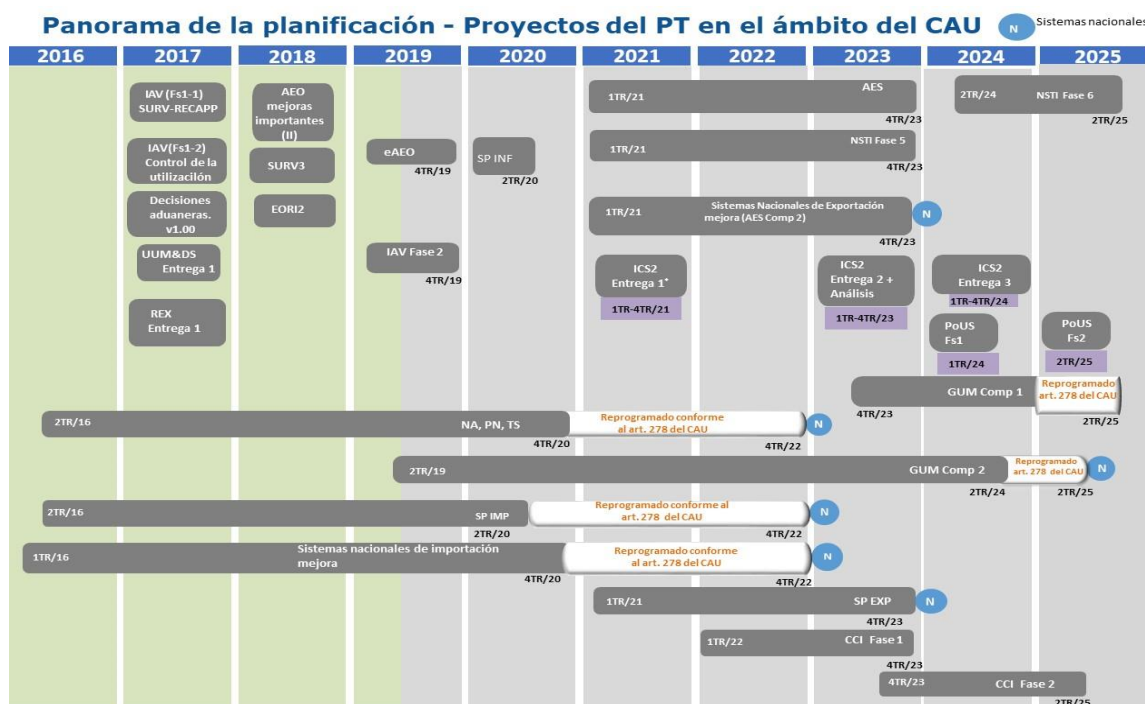 Panorama de la planificación - Proyectos del PT en el ámbito del CAU
N
Sistemas nacionales
2016
2017
2018
2019
2020
2021
2022
2023
2024
2025
IAV (Fs1-1)
SURV-RECAPP
AEO
mejoras
importantes
(II)
1TR/21
AES
4TR/23
2TR/24
NSTI Fase 6
2TR/25
IAV(Fs1-2)
Control de la
utilizacilón
SURV3
eAEO
4TR/19
SP INF
2TR/20
1TR/21
NSTI Fase 5
4TR/23
Decisiones
aduaneras.
v1.00
EORI2
1TR/21
Sistemas Nacionales de Exportación
mejora (AES Comp 2)
4TR/23
N
UUM&DS
Entrega 1
IAV Fase 2
4TR/19
ICS2
Entrega 1*
1TR-4TR/21
ICS2
Entrega 2 +
Análisis
1TR-4TR/23
ICS2
Entrega 3
1TR-4TR/24
REX
Entrega 1
PoUS
Fs1
1TR/24
PoUS
Fs2
2TR/25
4TR/23
GUM Comp 1
Reprogramado
art. 278 del CAU
2TR/25
2TR/16
NA, PN, TS
4TR/20
Reprogramado conforme
al art. 278 del CAU
4TR/22
N
2TR/19
GUM Comp 2
2TR/24
Reprogramado
art. 278 del CAU
2TR/25
N
2TR/16
SP IMP
2TR/20
Reprogramado conforme al
art. 278 del CAU
4TR/22
N
1TR/16
Sistemas nacionales de importación
mejora
4TR/20
Reprogramado conforme
al art. 278 del CAU
4TR/22
N
1TR/21
SP EXP
4TR/23
N
1TR/22
CCI Fase 1
4TR/23
4TR/23
CCI Fase 2
2TR/25